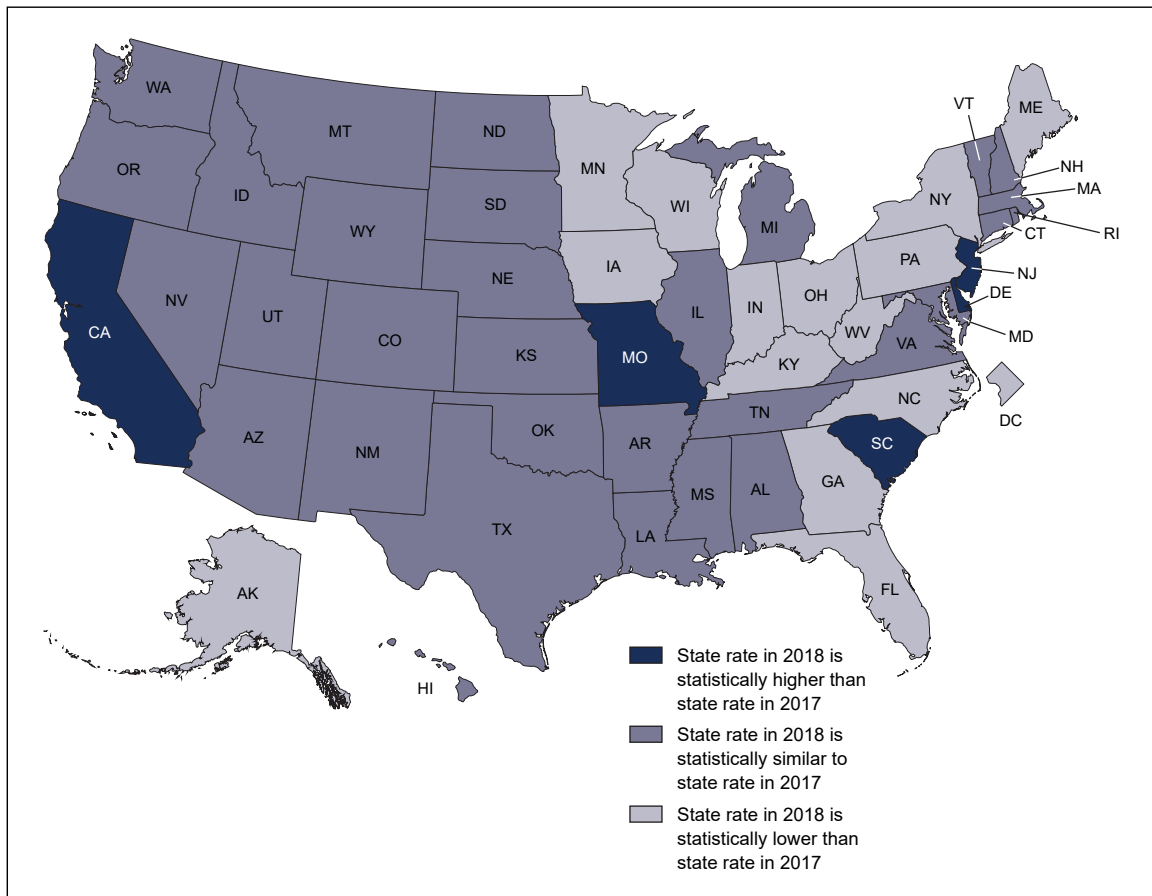 WA
MT
ND
MN
VT
ME
OR
ID
SD
WI
NH
MA
WY
MI
NY
RI
CT
IA
NE
PA
NJ
NV
UT
CO
IL
IN
OH
DE
CA
KS
MO
WV
VA
MD
KY
AZ
NM
OK
AR
TN
NC
DC
SC
MS
AL
GA
TX
LA
AK
FL
HI
State rate in 2018 is
statistically higher than
state rate in 2017
State rate in 2018 is
statistically similar to
state rate in 2017
State rate in 2018 is
statistically lower than
state rate in 2017